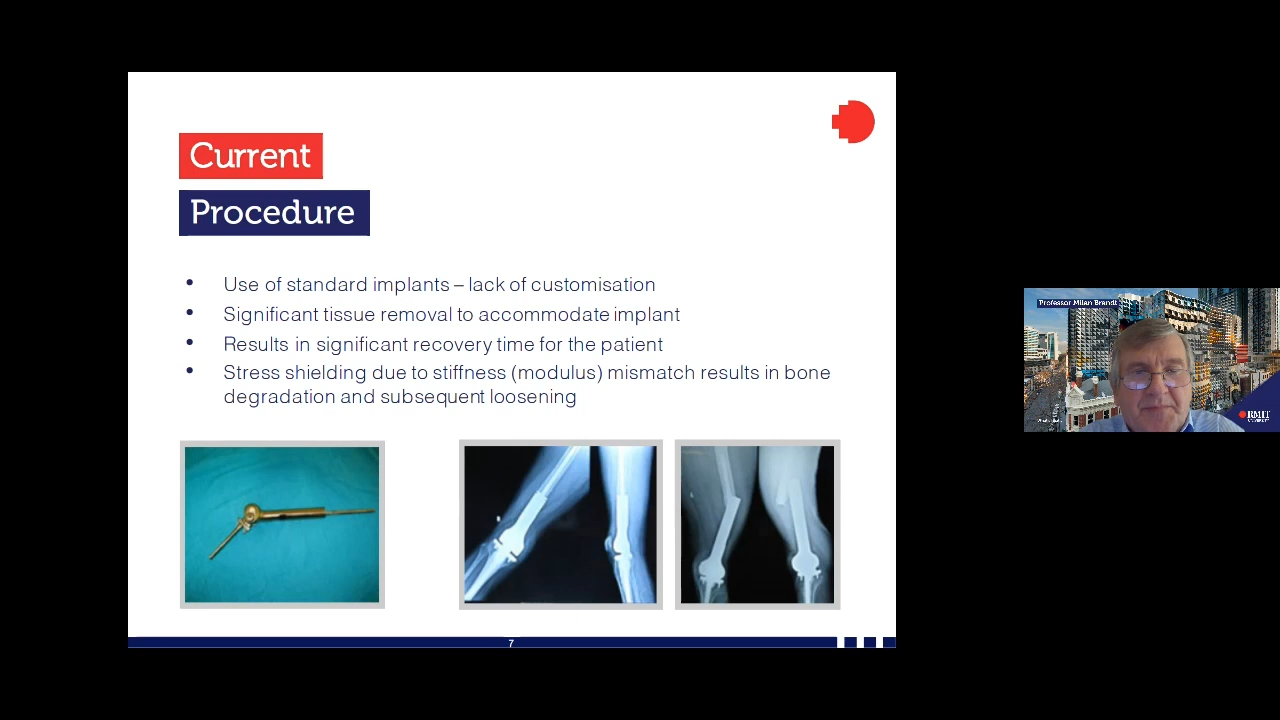 Current
Procedure
• Use of standard implants – lack of customisation
• Significant tissue removal to accommodate implant
• Results in significant recovery time for the patient
• Stress shielding due to stiffness (modulus) mismatch results in bone
degradation and subsequent loosening
7
Professor Milan Brandt
RMIT
UNIVERSITY